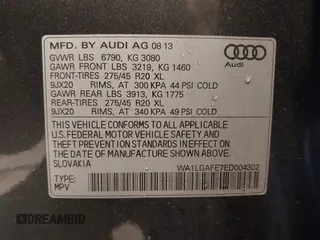 MFD. BY AUDI AG 08 13
GVWR LBS 6790, KG 3080
GAWR FRONT LBS 3219, KG 1460
FRONT-TIRES 275/45 R20 XL
9JX20 RIMS, AT 300 KPA/ 44 PSI COLD
GAWR REAR LBS 3913, KG 1775
REAR-TIRES 275/45 R20 XL
9JX20 RIMS, AT 340 KPA/ 49 PSI COLD
THIS VEHICLE CONFORMS TO ALL APPLICABLE
U.S.FEDERAL MOTOR VEHICLE SAFETY AND
THEFT PREVENTION STANDARDS IN EFFECT
ON THE DATE OF MANUFACTURE SHOWN ABOVE.
SLOVAKIA
Audi
WA1LGAFE7ED004302
TYPE:
MPV
DREAMBID